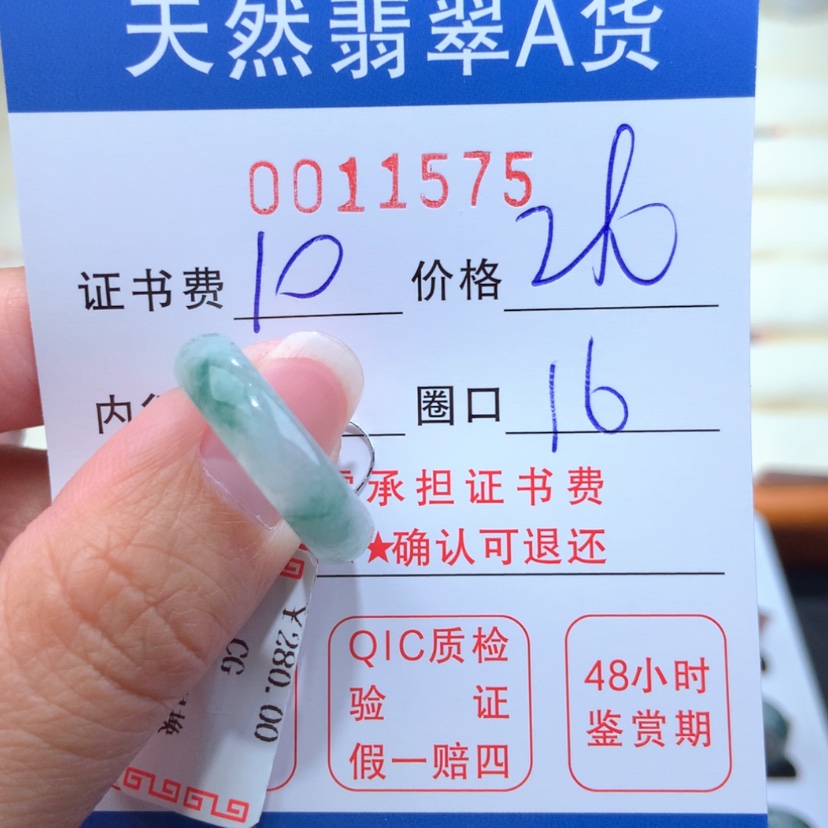 天然翡翠A货
0011575
证书费 10 价格
内 圈口 16
承担证书费
★确认可退还
¥280.00
CG
换
QIC质检
验 证
假一赔四
48小时
鉴赏期